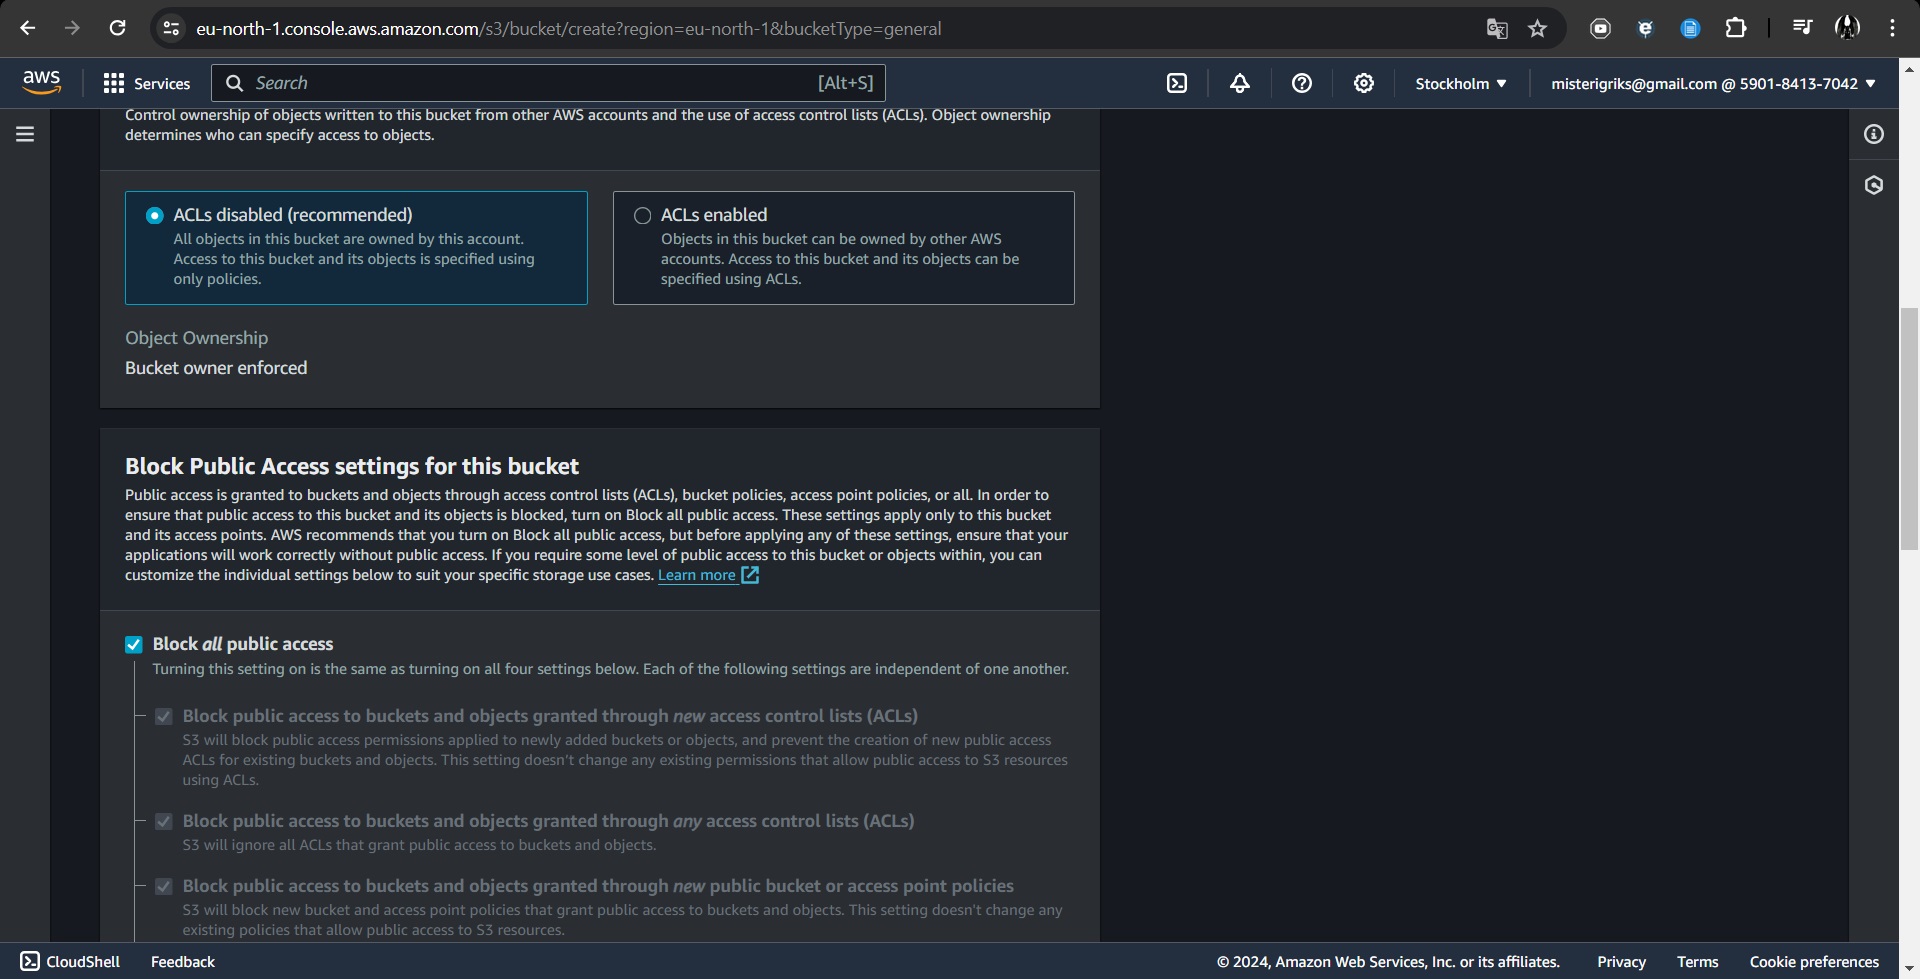 eu-north-1.console.aws.amazon.com/s3/bucket/create?region=eu-north-1&bucketType=general
aws
Services
Search
[Alt+S]
Stockholm
misterigriks@gmail.com @ 5901-8413-7042
Control ownership of objects written to this bucket from other AWS accounts and the use of access control lists (ACLs). Object ownership
determines who can specify access to objects.
ACLs disabled (recommended)
All objects in this bucket are owned by this account.
Access to this bucket and its objects is specified using
only policies.
ACLs enabled
Objects in this bucket can be owned by other AWS
accounts. Access to this bucket and its objects can be
specified using ACLs.
Object Ownership
Bucket owner enforced
Block Public Access settings for this bucket
Public access is granted to buckets and objects through access control lists (ACLs), bucket policies, access point policies, or all. In order to
ensure that public access to this bucket and its objects is blocked, turn on Block all public access. These settings apply only to this bucket
and its access points. AWS recommends that you turn on Block all public access, but before applying any of these settings, ensure that your
applications will work correctly without public access. If you require some level of public access to this bucket or objects within, you can
customize the individual settings below to suit your specific storage use cases. Learn more
Block all public access
Turning this setting on is the same as turning on all four settings below. Each of the following settings are independent of one another.
Block public access to buckets and objects granted through new access control lists (ACLs)
S3 will block public access permissions applied to newly added buckets or objects, and prevent the creation of new public access
ACLs for existing buckets and objects. This setting doesn't change any existing permissions that allow public access to S3 resources
using ACLs.
Block public access to buckets and objects granted through any access control lists (ACLs)
S3 will ignore all ACLs that grant public access to buckets and objects.
Block public access to buckets and objects granted through new public bucket or access point policies
S3 will block new bucket and access point policies that grant public access to buckets and objects. This setting doesn't change any
existing policies that allow public access to S3 resources.
CloudShell
Feedback
© 2024, Amazon Web Services, Inc. or its affiliates.
Privacy
Terms
Cookie preferences